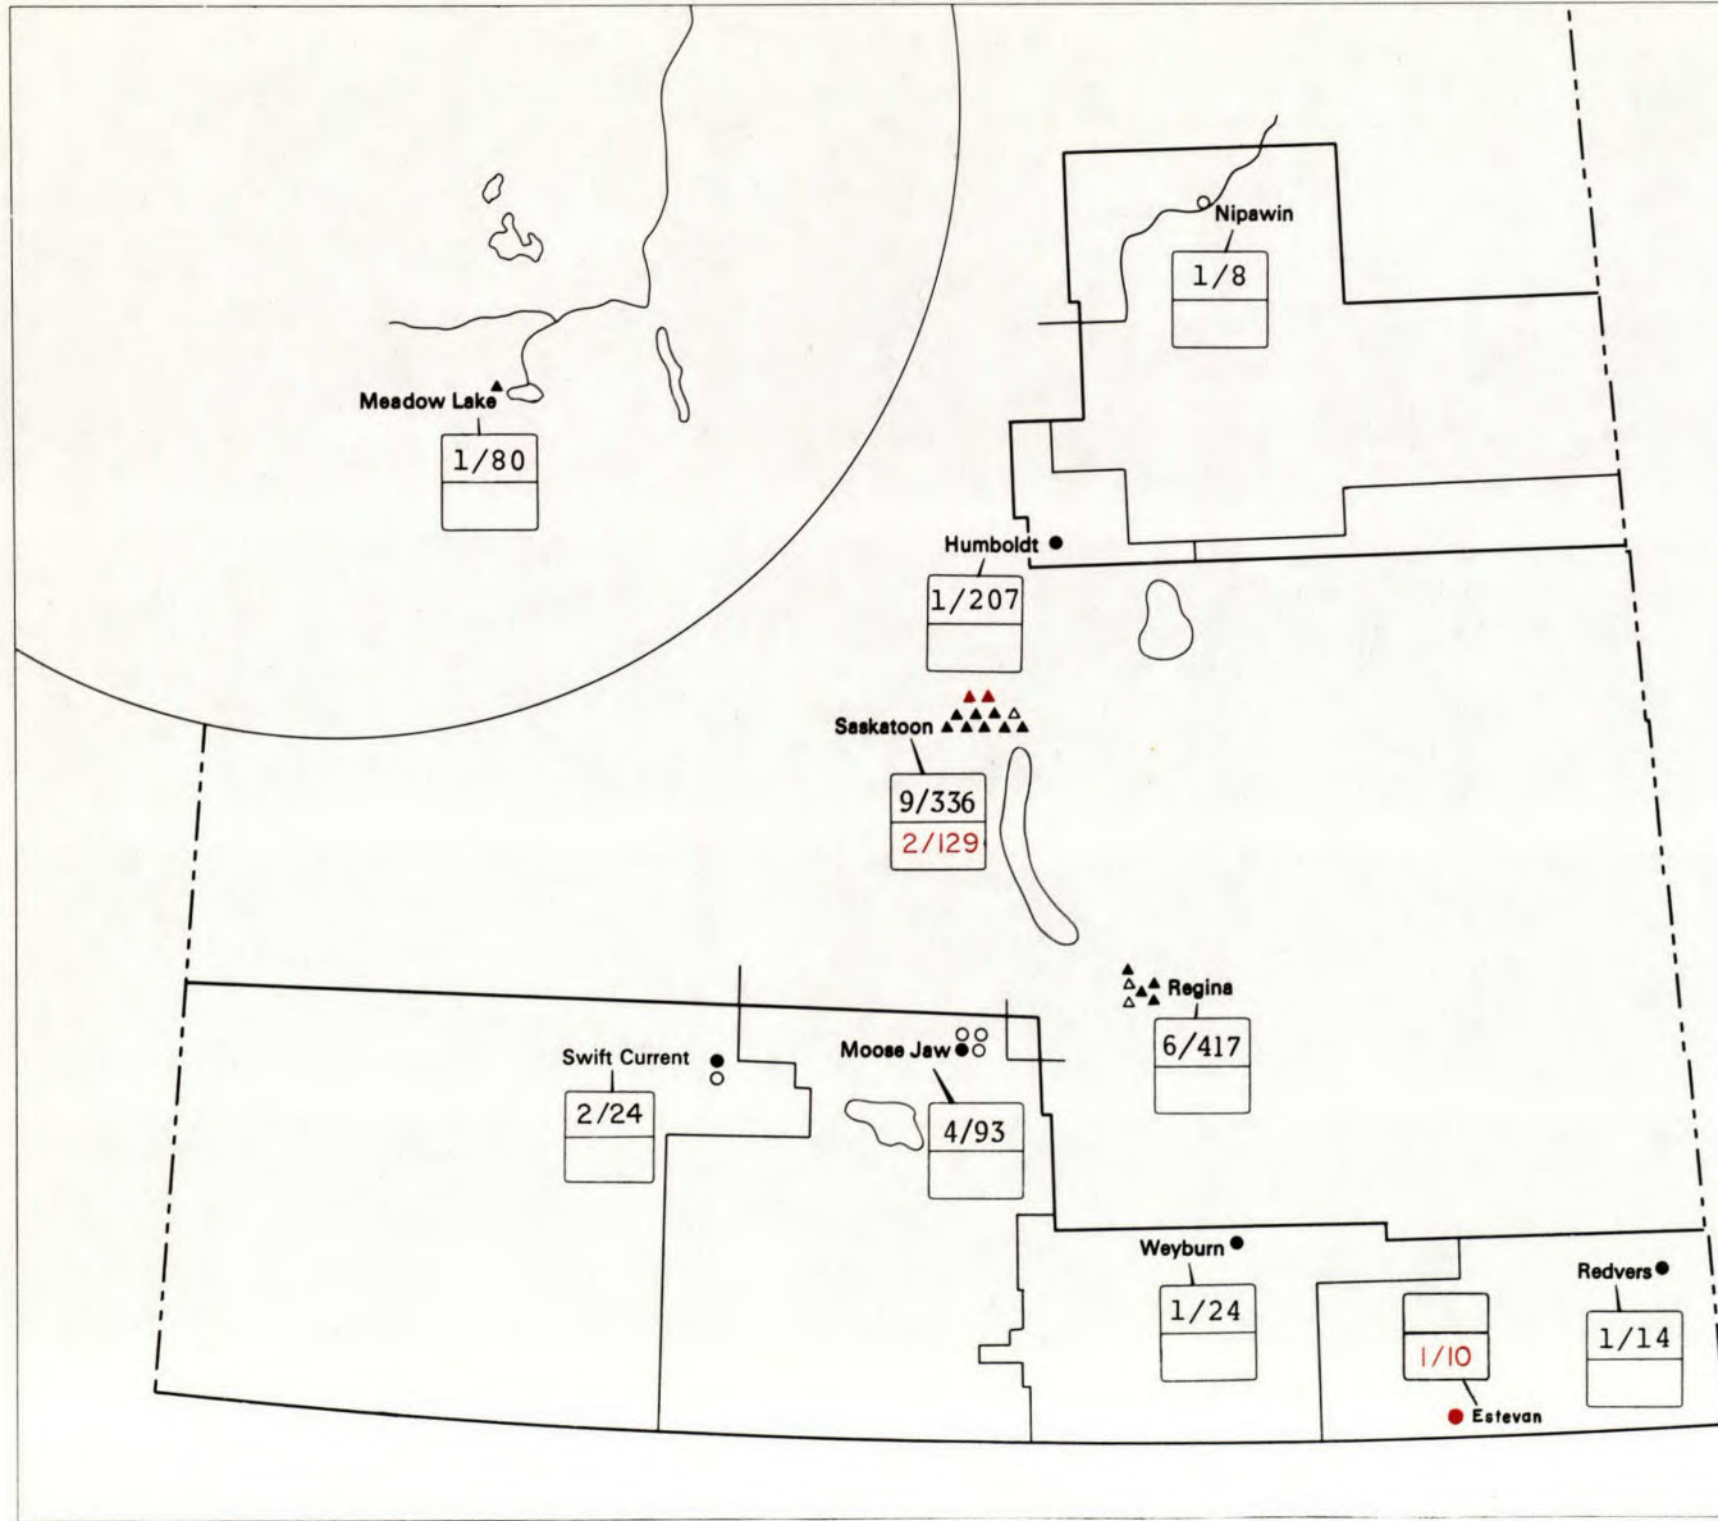 Nipawin
1/8
Meadow Lake
1/80
Humboldt
1/207
Saskatoon
9/336
2/129
Regina
6/417
Swift Current
2/24
Moose Jaw
4/93
Weyburn
1/24
Redvers
1/14
1/10
Estevan